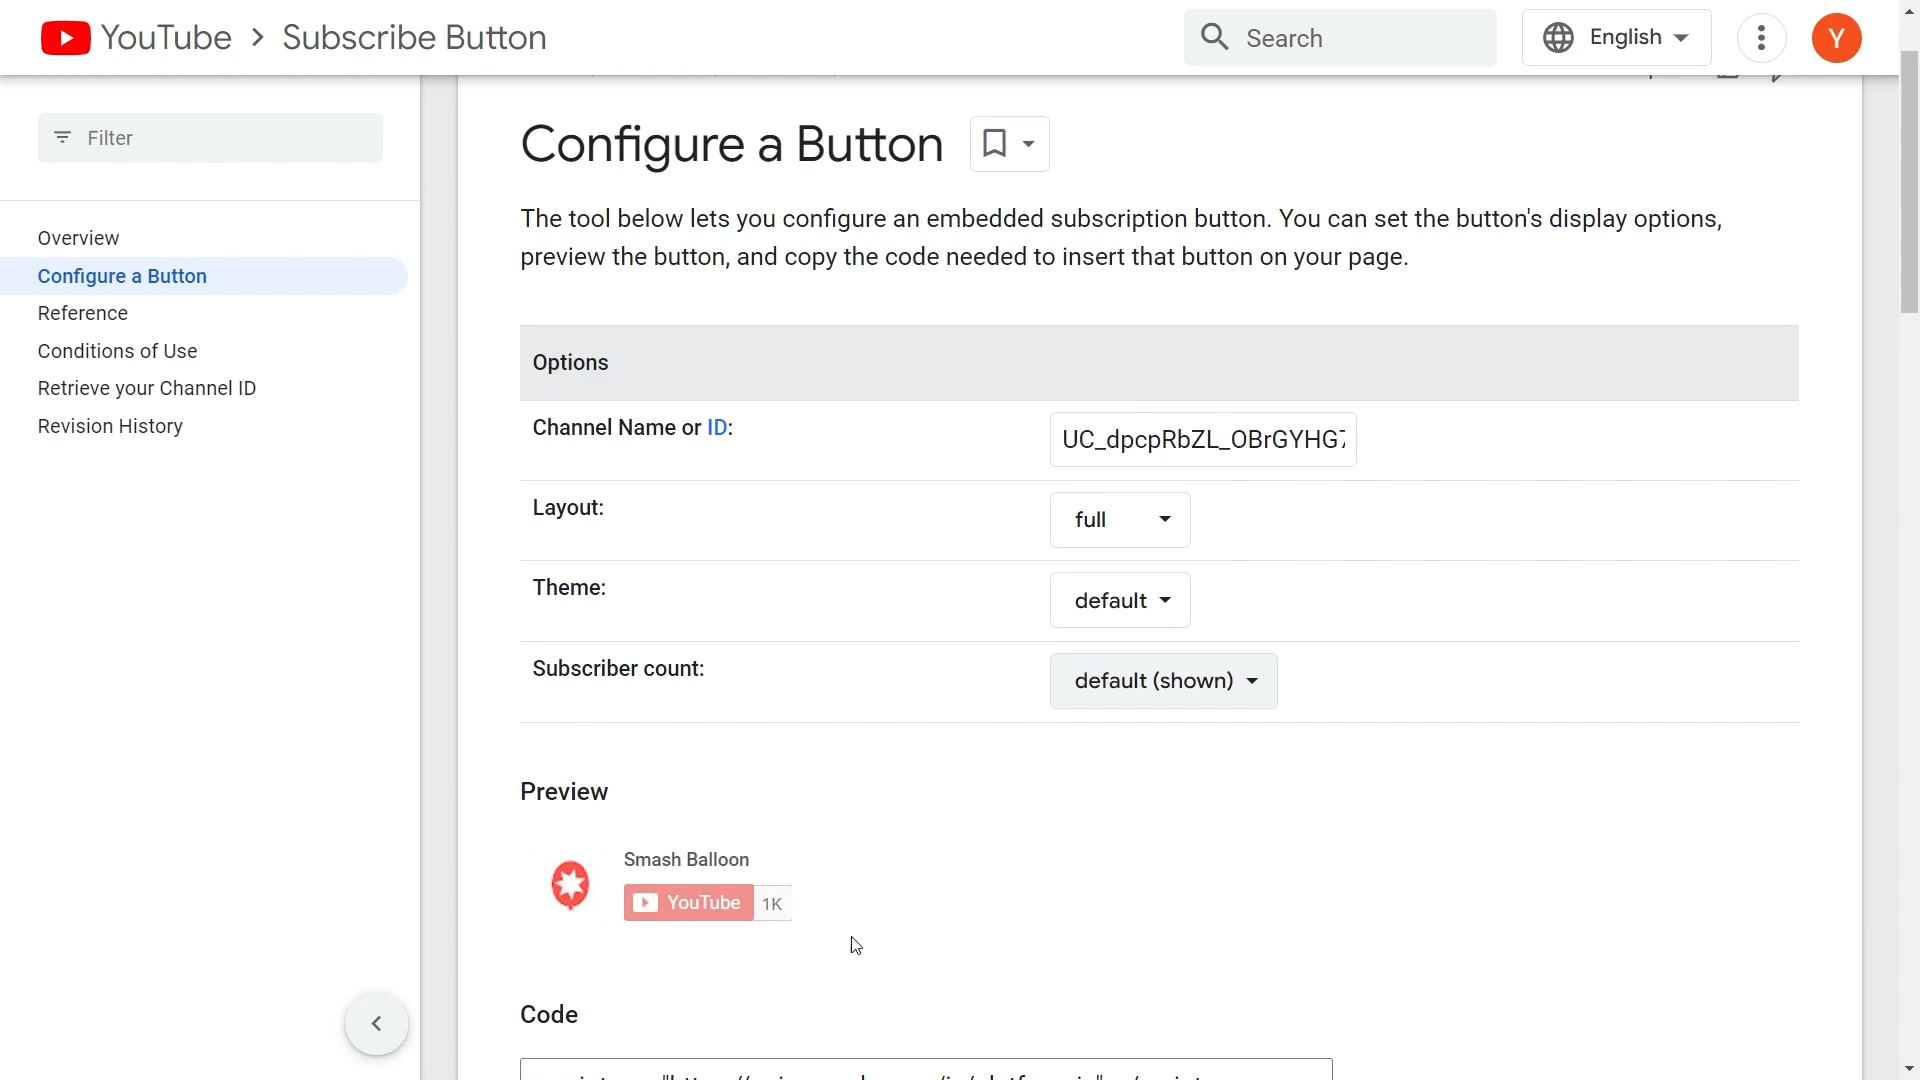 YouTube > Subscribe Button
Search
English
Y
Filter
Overview
Configure a Button
Reference
Conditions of Use
Retrieve your Channel ID
Revision History
Configure a Button
The tool below lets you configure an embedded subscription button. You can set the button's display options,
preview the button, and copy the code needed to insert that button on your page.
Options
Channel Name or ID:
UC_dpcpRbZL_OBrGYHG7
Layout:
full
Theme:
default
Subscriber count:
default (shown)
Preview
Smash Balloon
YouTube 1K
Code